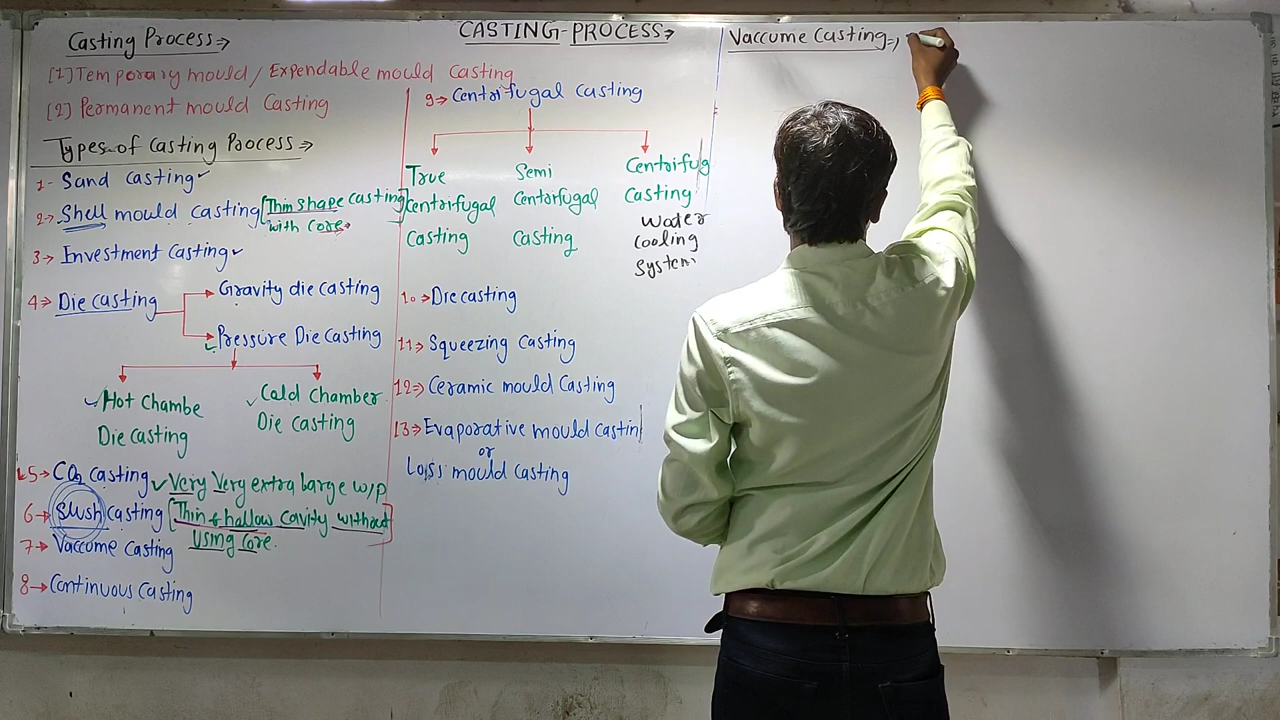 CASTING-PROCESS→
Casting Process→
[1] Temporary mould/ Expendable mould Casting
[2] Permanent mould Casting
Types of Casting Process→
1- Sand casting✓
2→ Shell mould casting [Thin shape casting
with core→]
3→ Investment Casting✓
4→ Die casting
Gravity die casting
Pressure Die Casting
✓Hot Chambe
Die casting
✓Cold Chamber
Die casting
5→ CO₂ casting ✓Very Very extra large w/p
6→ Slush casting [Thin & hallow cavity without
Using Core.]
7→ Vaccume Casting
8→ Continuous Casting
9→ Centrifugal Casting
True
Centrifugal
Casting
Semi
Centrifugal
Casting
Centrifug
Casting
Water
Cooling
System
10→ Die casting
11→ Squeezing Casting
12→ Ceramic mould Casting
13→ Evaporative mould castin
or
Loss mould casting
Vaccume Casting→